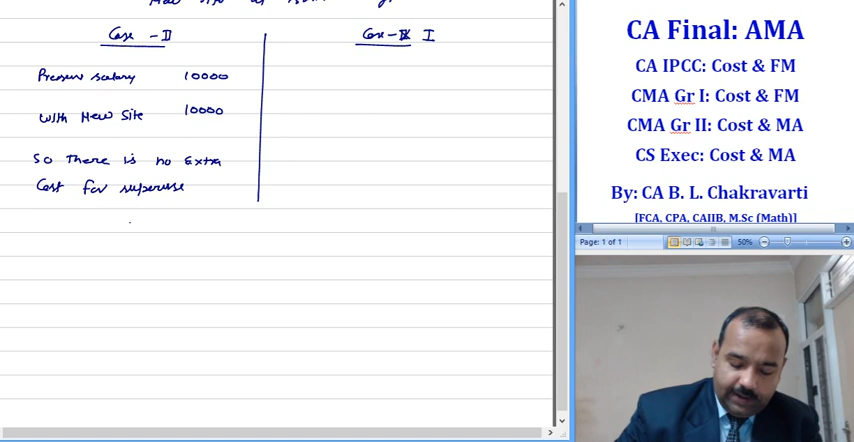 Case - II
Case - I
Present salary 10000
With New Site 10000
So There is no Extra
Cost for supervise
CA Final: AMA
CA IPCC: Cost & FM
CMA Gr I: Cost & FM
CMA Gr II: Cost & MA
CS Exec: Cost & MA
By: CA B. L. Chakravarti
[FCA, CPA, CAIIB, M.Sc (Math)]
Page: 1 of 1
50%